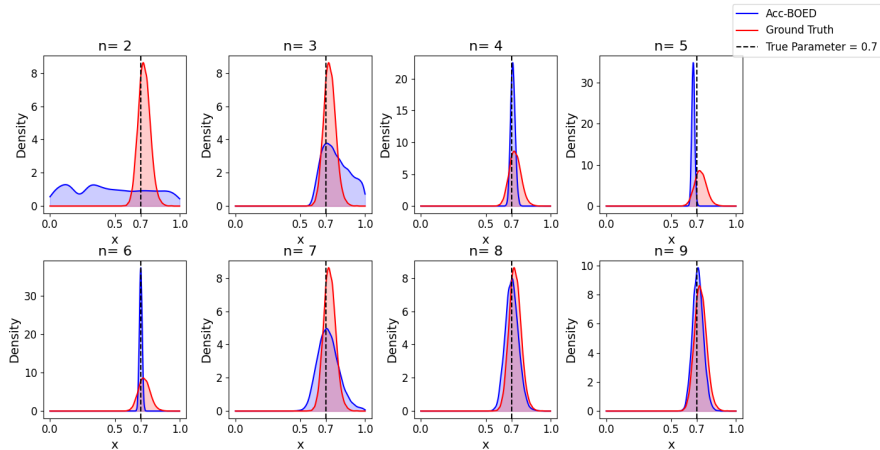 Acc-BOED
Ground Truth
True Parameter = 0.7
n= 2
n= 3
n= 4
n= 5
Density
8
6
4
2
0
0.0
0.5
0.7
1.0
x
Density
8
6
4
2
0
0.0
0.5
0.7
1.0
x
Density
20
15
10
5
0
0.0
0.5
0.7
1.0
x
Density
30
20
10
0
0.0
0.5
0.7
1.0
x
n= 6
n= 7
n= 8
n= 9
Density
30
20
10
0
0.0
0.5
0.7
1.0
x
Density
8
6
4
2
0
0.0
0.5
0.7
1.0
x
Density
8
6
4
2
0
0.0
0.5
0.7
1.0
x
Density
10
8
6
4
2
0
0.0
0.5
0.7
1.0
x